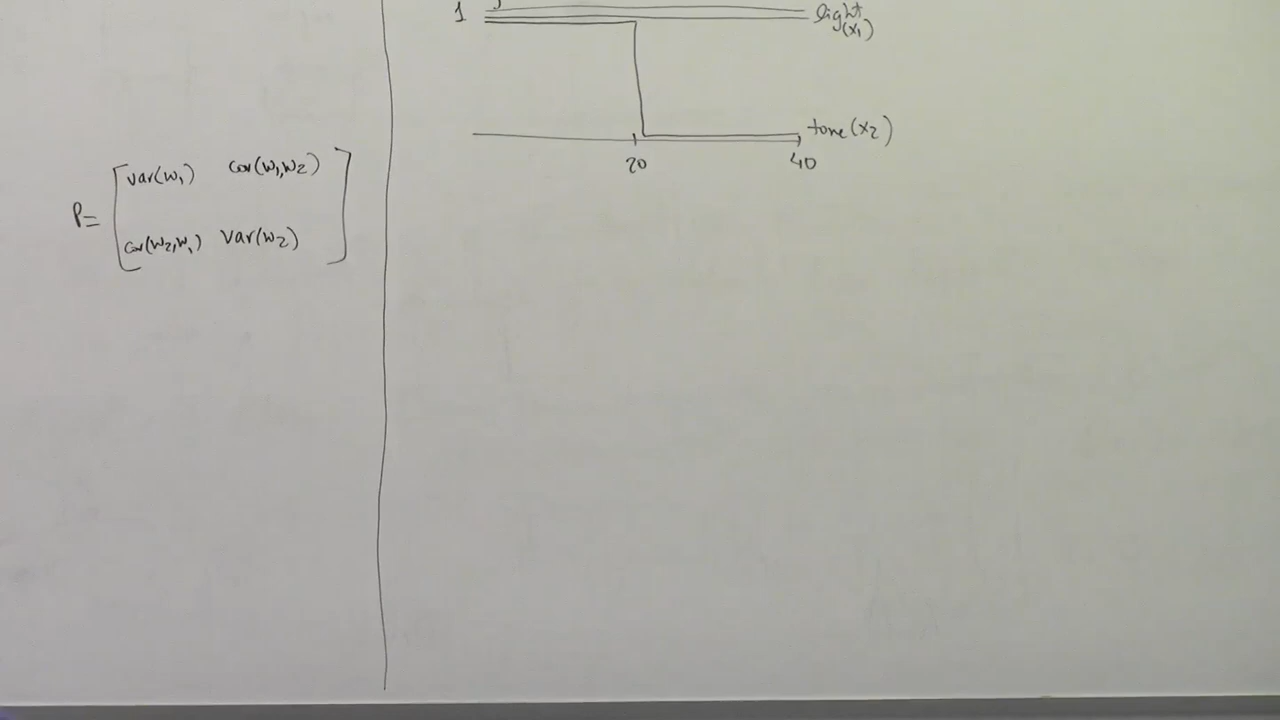 P= [var(w₁) cov(w₁,w₂)
cov(w₂,w₁) var(w₂)]
1
light
(x₁)
tone(x₂)
20 40